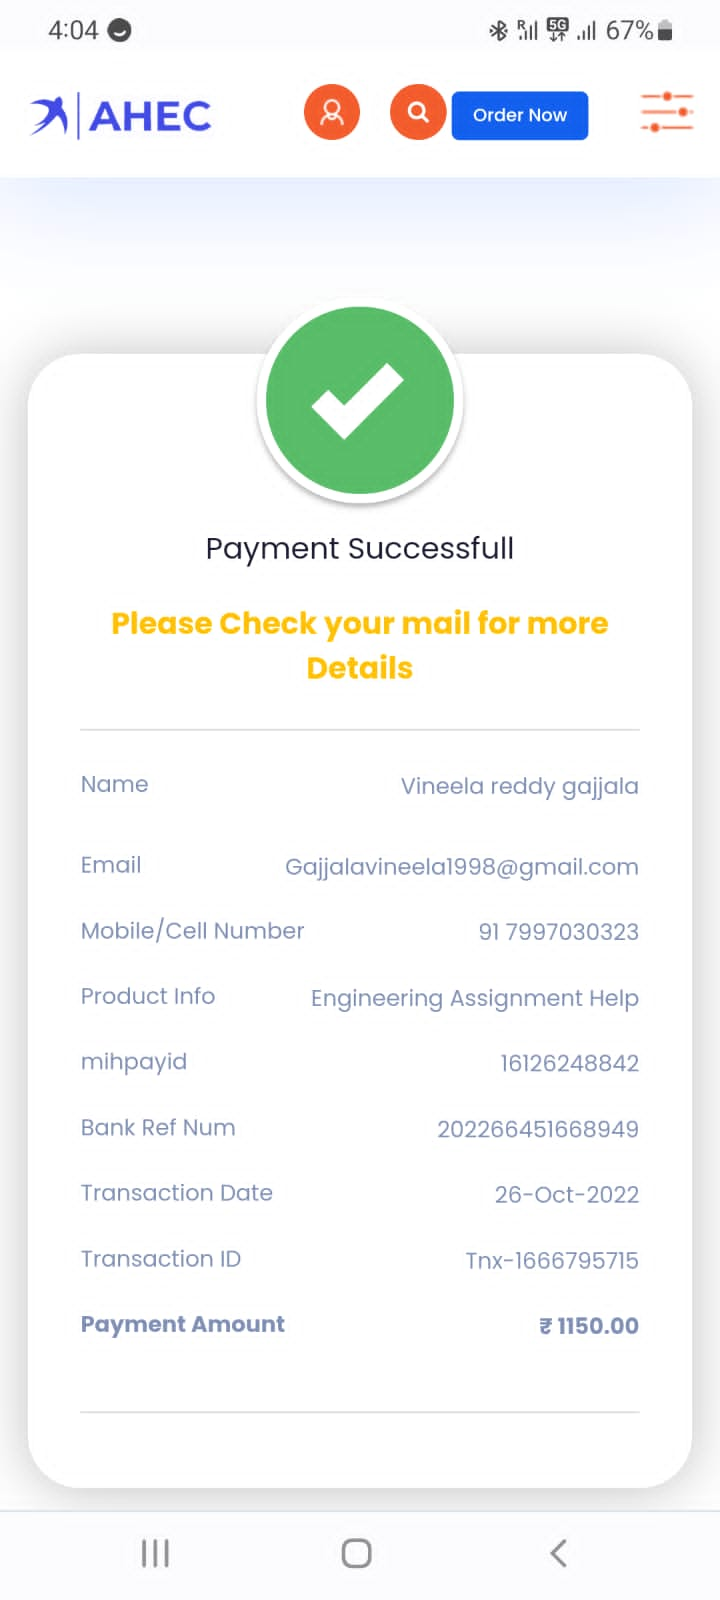 4:04
R 5G 67%
AHEC
Order Now
Payment Successfull
Please Check your mail for more
Details
Name Vineela reddy gajjala
Email Gajjalavineela1998@gmail.com
Mobile/Cell Number 91 7997030323
Product Info Engineering Assignment Help
mihpayid 16126248842
Bank Ref Num 202266451668949
Transaction Date 26-Oct-2022
Transaction ID Tnx-1666795715
Payment Amount ₹ 1150.00